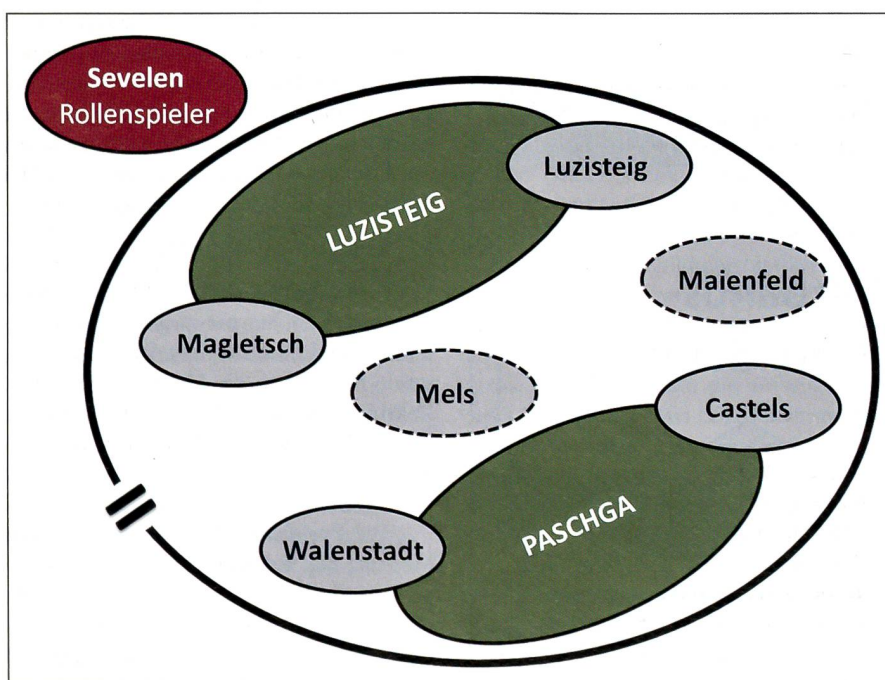 Sevelen
Rollenspieler
Luzisteig
LUZISTEIG
Maienfeld
Magletsch
Mels
Castels
Walenstadt
PASCHGA